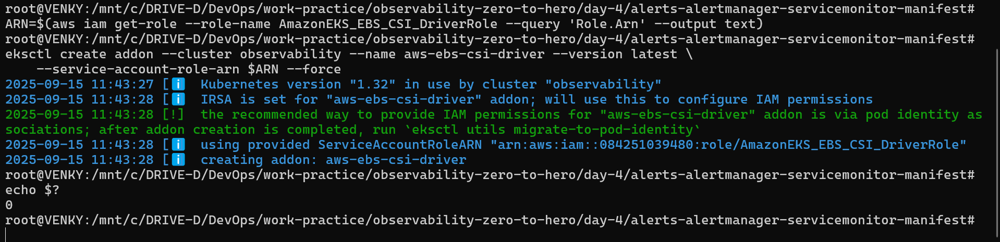 root@VENKY:/mnt/c/DRIVE-D/DevOps/work-practice/observability-zero-to-hero/day-4/alerts-alertmanager-servicemonitor-manifest#
ARN=$(aws iam get-role --role-name AmazonEKS_EBS_CSI_DriverRole --query 'Role.Arn' --output text)
root@VENKY:/mnt/c/DRIVE-D/DevOps/work-practice/observability-zero-to-hero/day-4/alerts-alertmanager-servicemonitor-manifest#
eksctl create addon --cluster observability --name aws-ebs-csi-driver --version latest \
    --service-account-role-arn $ARN --force
2025-09-15 11:43:27 [ℹ  Kubernetes version "1.32" in use by cluster "observability"
2025-09-15 11:43:28 [ℹ  IRSA is set for "aws-ebs-csi-driver" addon; will use this to configure IAM permissions
2025-09-15 11:43:28 [!]  the recommended way to provide IAM permissions for "aws-ebs-csi-driver" addon is via pod identity as
sociations; after addon creation is completed, run `eksctl utils migrate-to-pod-identity`
2025-09-15 11:43:28 [ℹ  using provided ServiceAccountRoleARN "arn:aws:iam::084251039480:role/AmazonEKS_EBS_CSI_DriverRole"
2025-09-15 11:43:28 [ℹ  creating addon: aws-ebs-csi-driver
root@VENKY:/mnt/c/DRIVE-D/DevOps/work-practice/observability-zero-to-hero/day-4/alerts-alertmanager-servicemonitor-manifest#
echo $?
0
root@VENKY:/mnt/c/DRIVE-D/DevOps/work-practice/observability-zero-to-hero/day-4/alerts-alertmanager-servicemonitor-manifest#